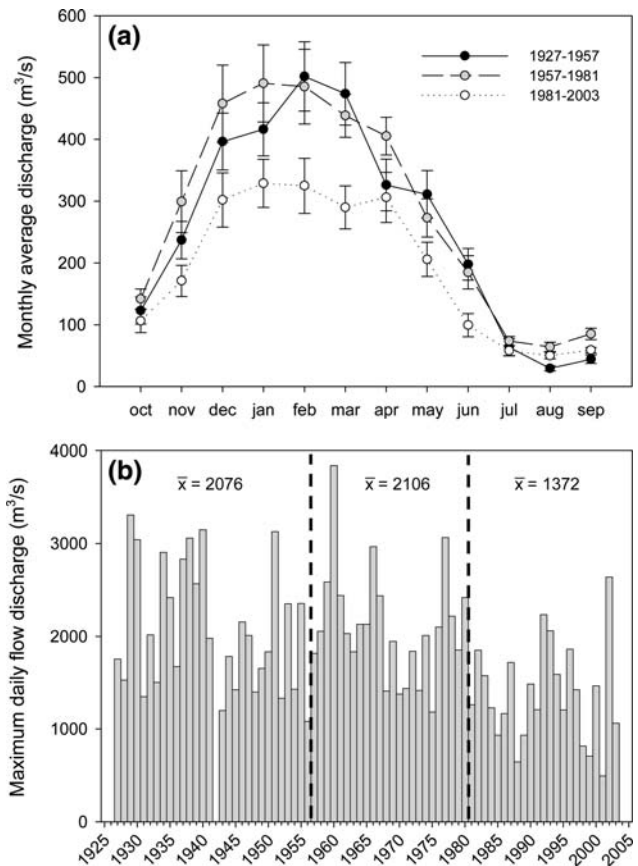 (a)
Monthly average discharge (m³/s)
600
500
400
300
200
100
0
1927-1957
1957-1981
1981-2003
oct nov dec jan feb mar apr may jun jul aug sep
(b)
Maximum daily flow discharge (m³/s)
4000
3000
2000
1000
0
x̄ = 2076 x̄ = 2106 x̄ = 1372
1925 1930 1935 1940 1945 1950 1955 1960 1965 1970 1975 1980 1985 1990 1995 2000 2005